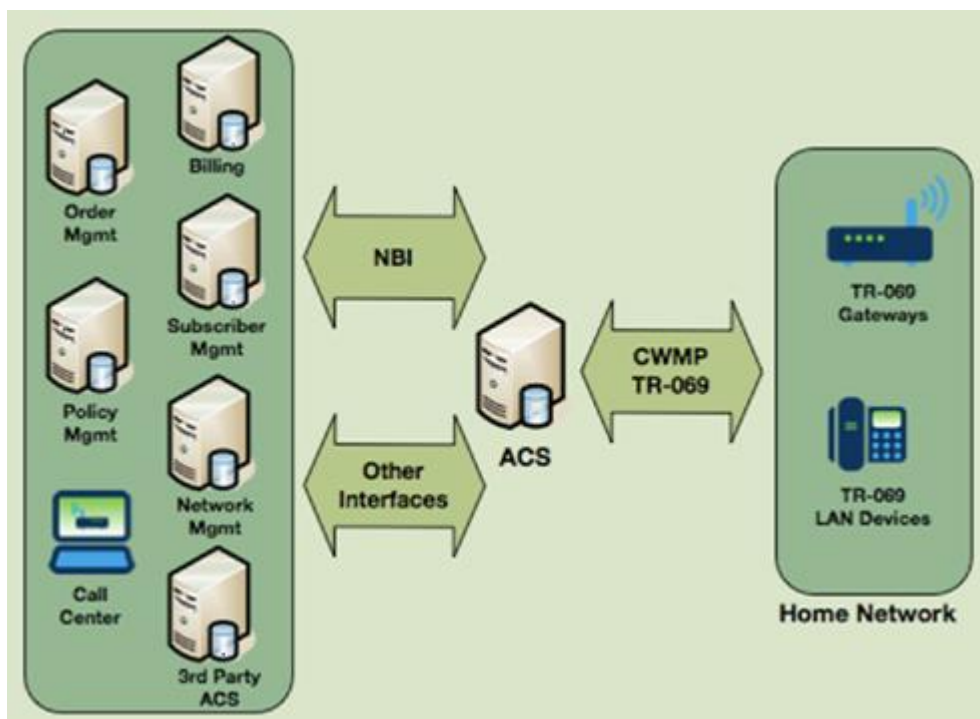 Billing
Order
Mgmt
Subscriber
Mgmt
Policy
Mgmt
Network
Mgmt
Call
Center
3rd Party
ACS
NBI
Other
Interfaces
ACS
CWMP
TR-069
TR-069
Gateways
TR-069
LAN Devices
Home Network